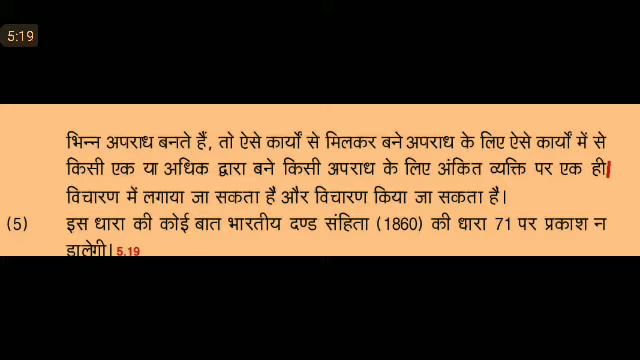 5:19
भिन्न अपराध बनते हैं, तो ऐसे कार्यों से मिलकर बने अपराध के लिए ऐसे कार्यों में से
किसी एक या अधिक द्वारा बने किसी अपराध के लिए अंकित व्यक्ति पर एक ही
विचारण में लगाया जा सकता है और विचारण किया जा सकता है।
(5) इस धारा की कोई बात भारतीय दण्ड संहिता (1860) की धारा 71 पर प्रकाश न
डालेगी। 5.19